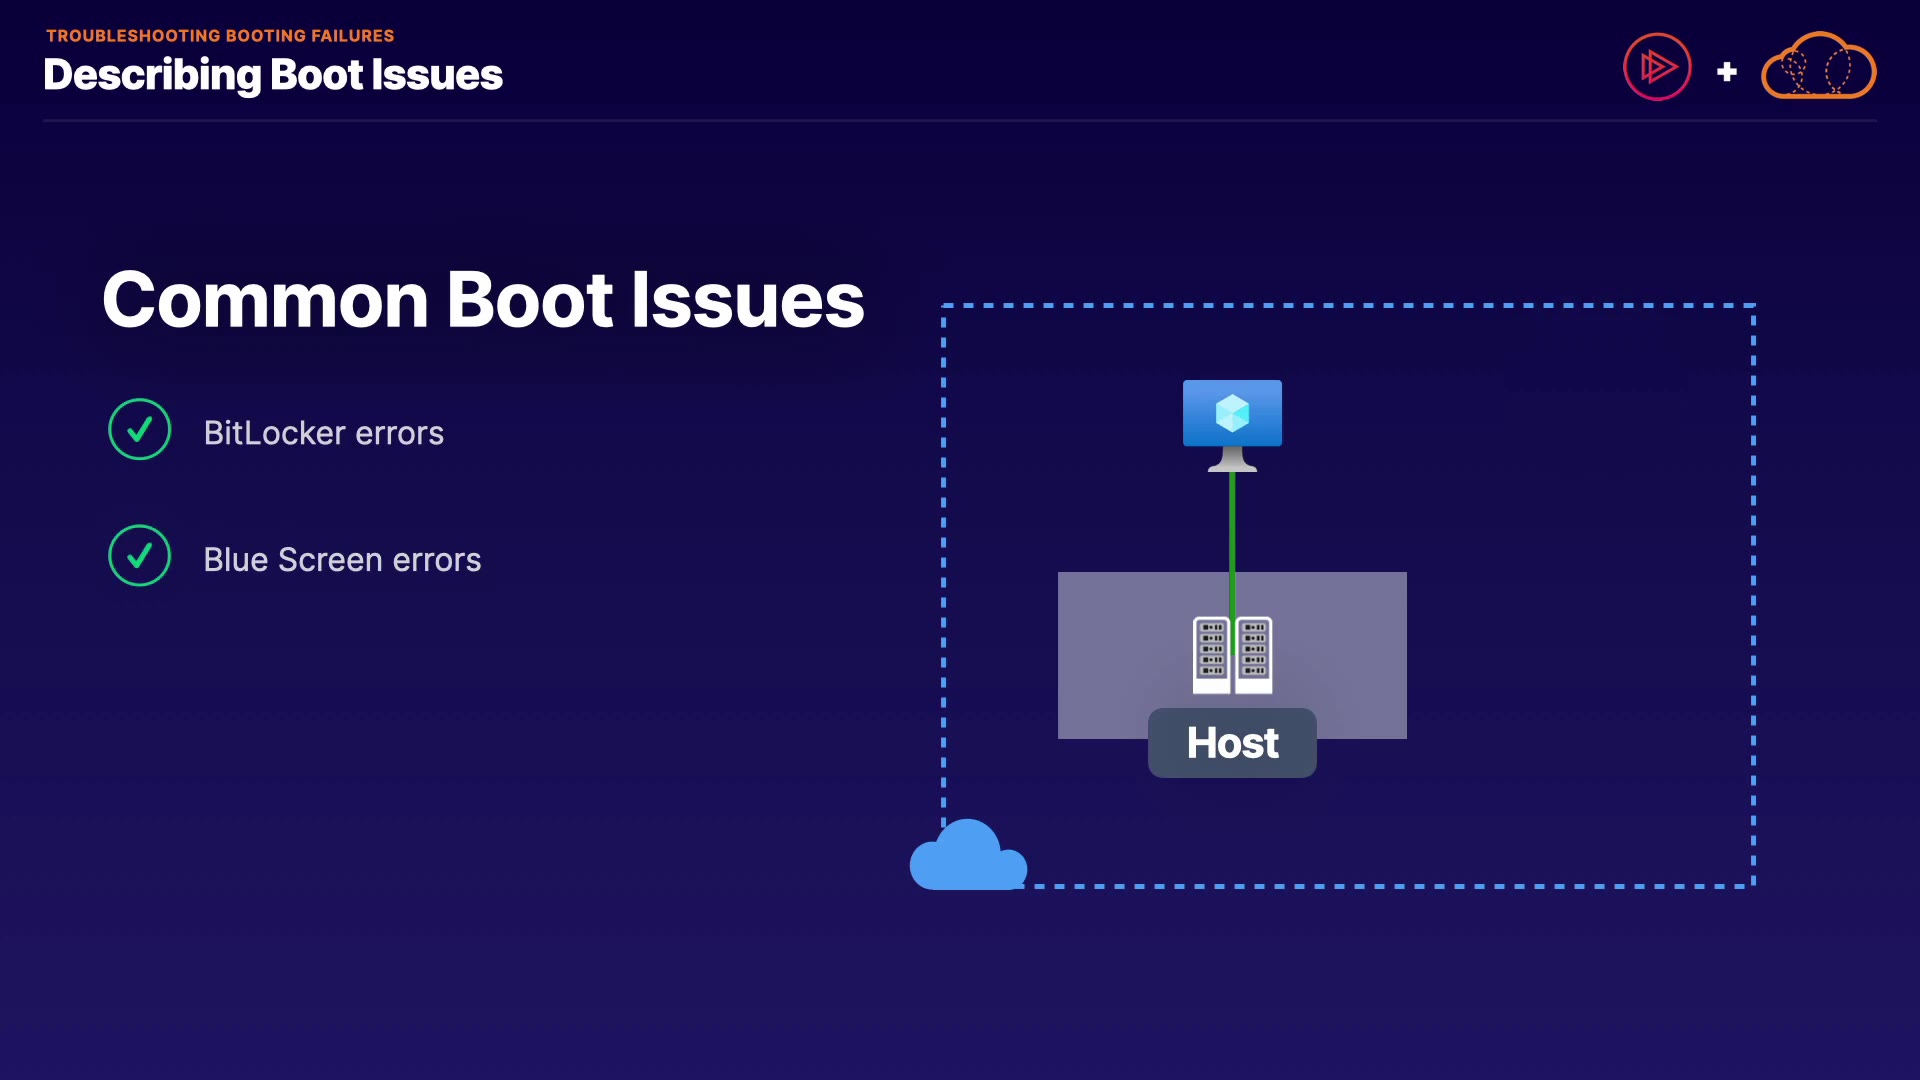 TROUBLESHOOTING BOOTING FAILURES
Describing Boot Issues
Common Boot Issues
BitLocker errors
Blue Screen errors
Host